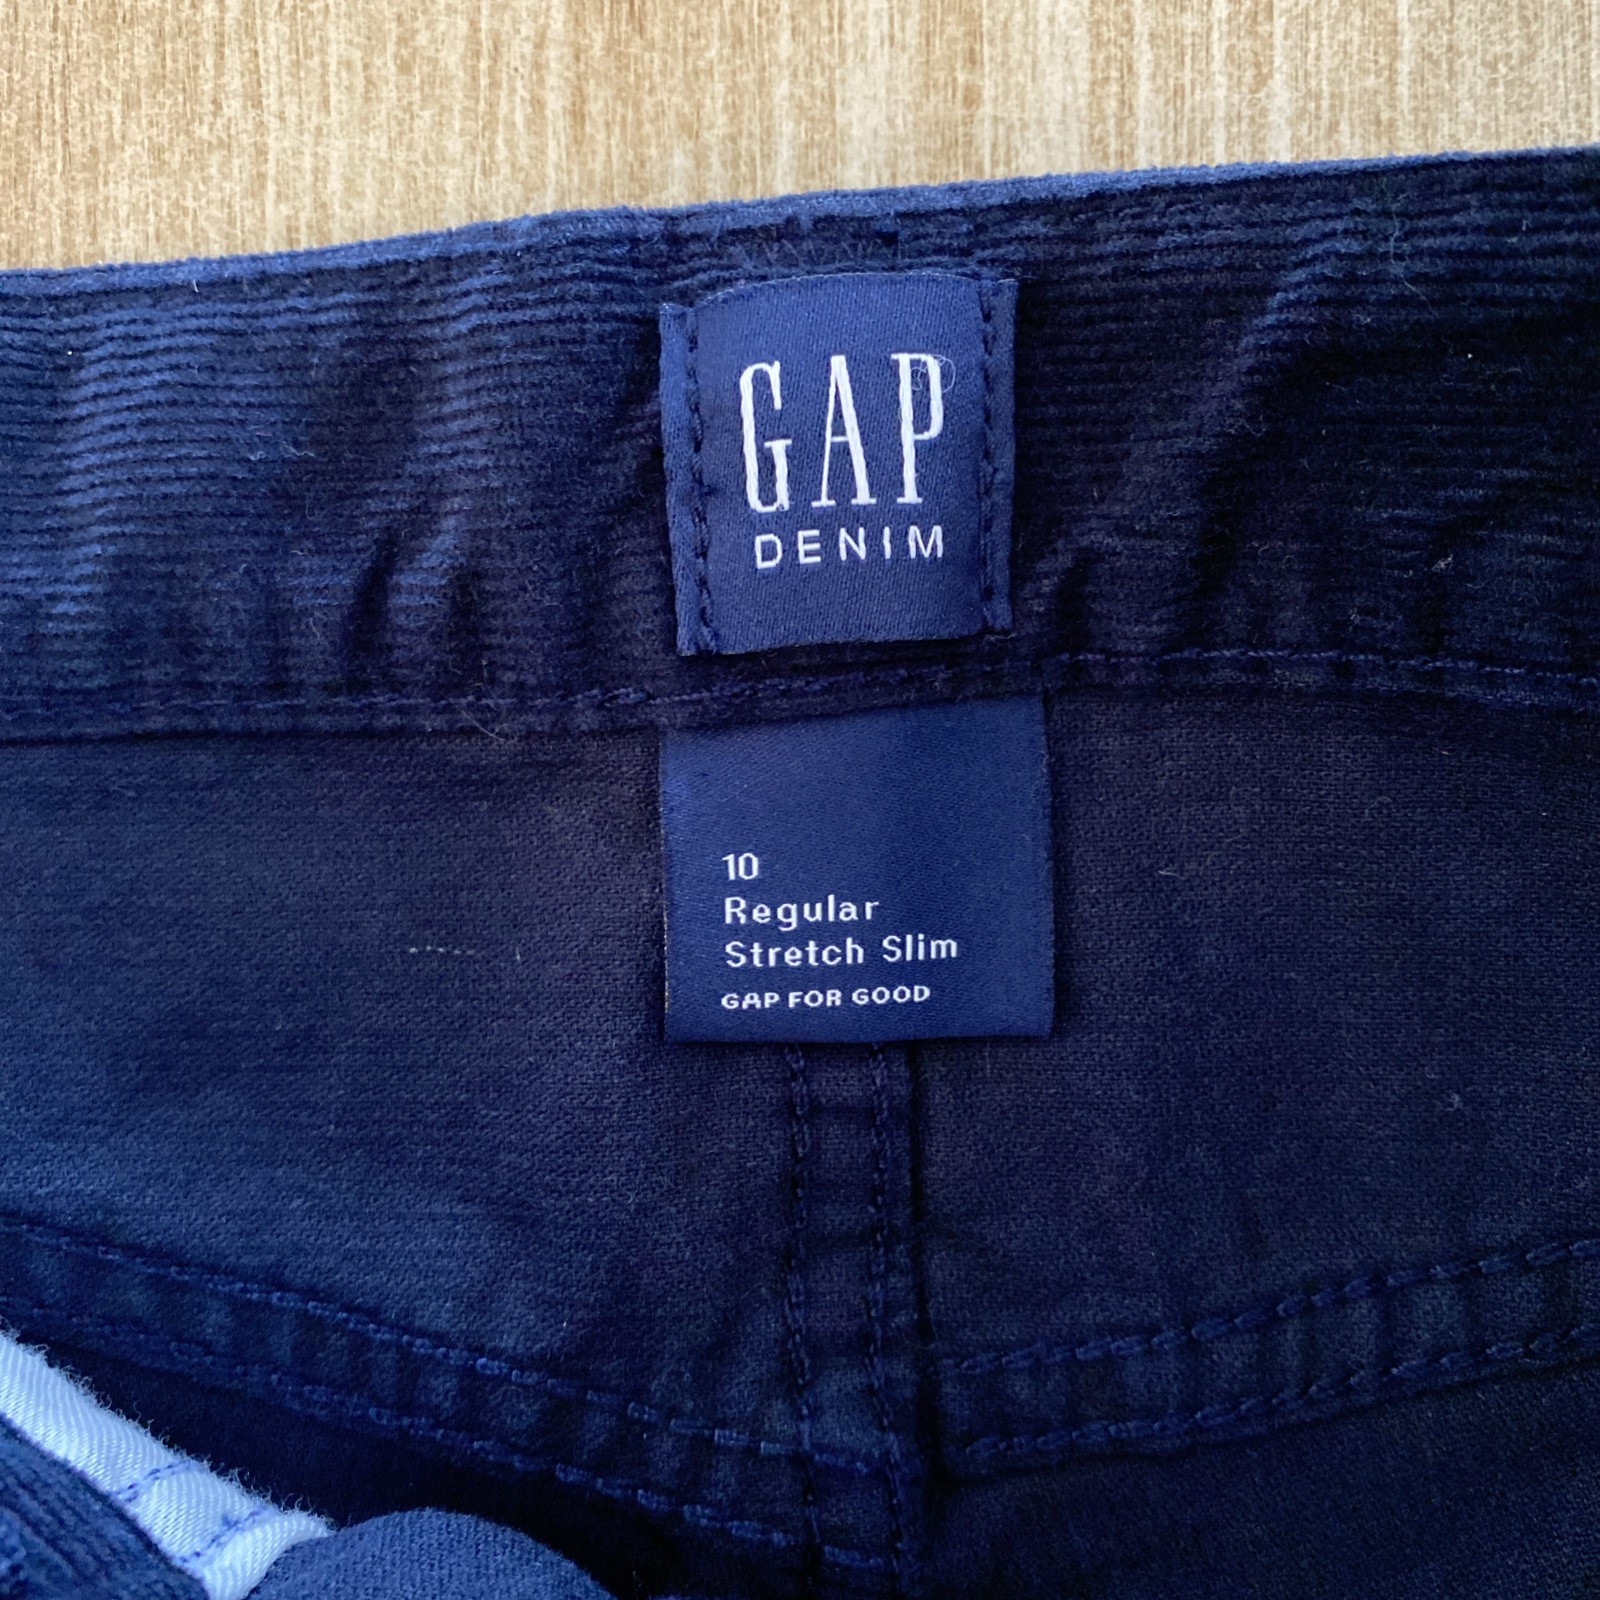 GAP
DENIM
10
Regular
Stretch Slim
GAP FOR GOOD